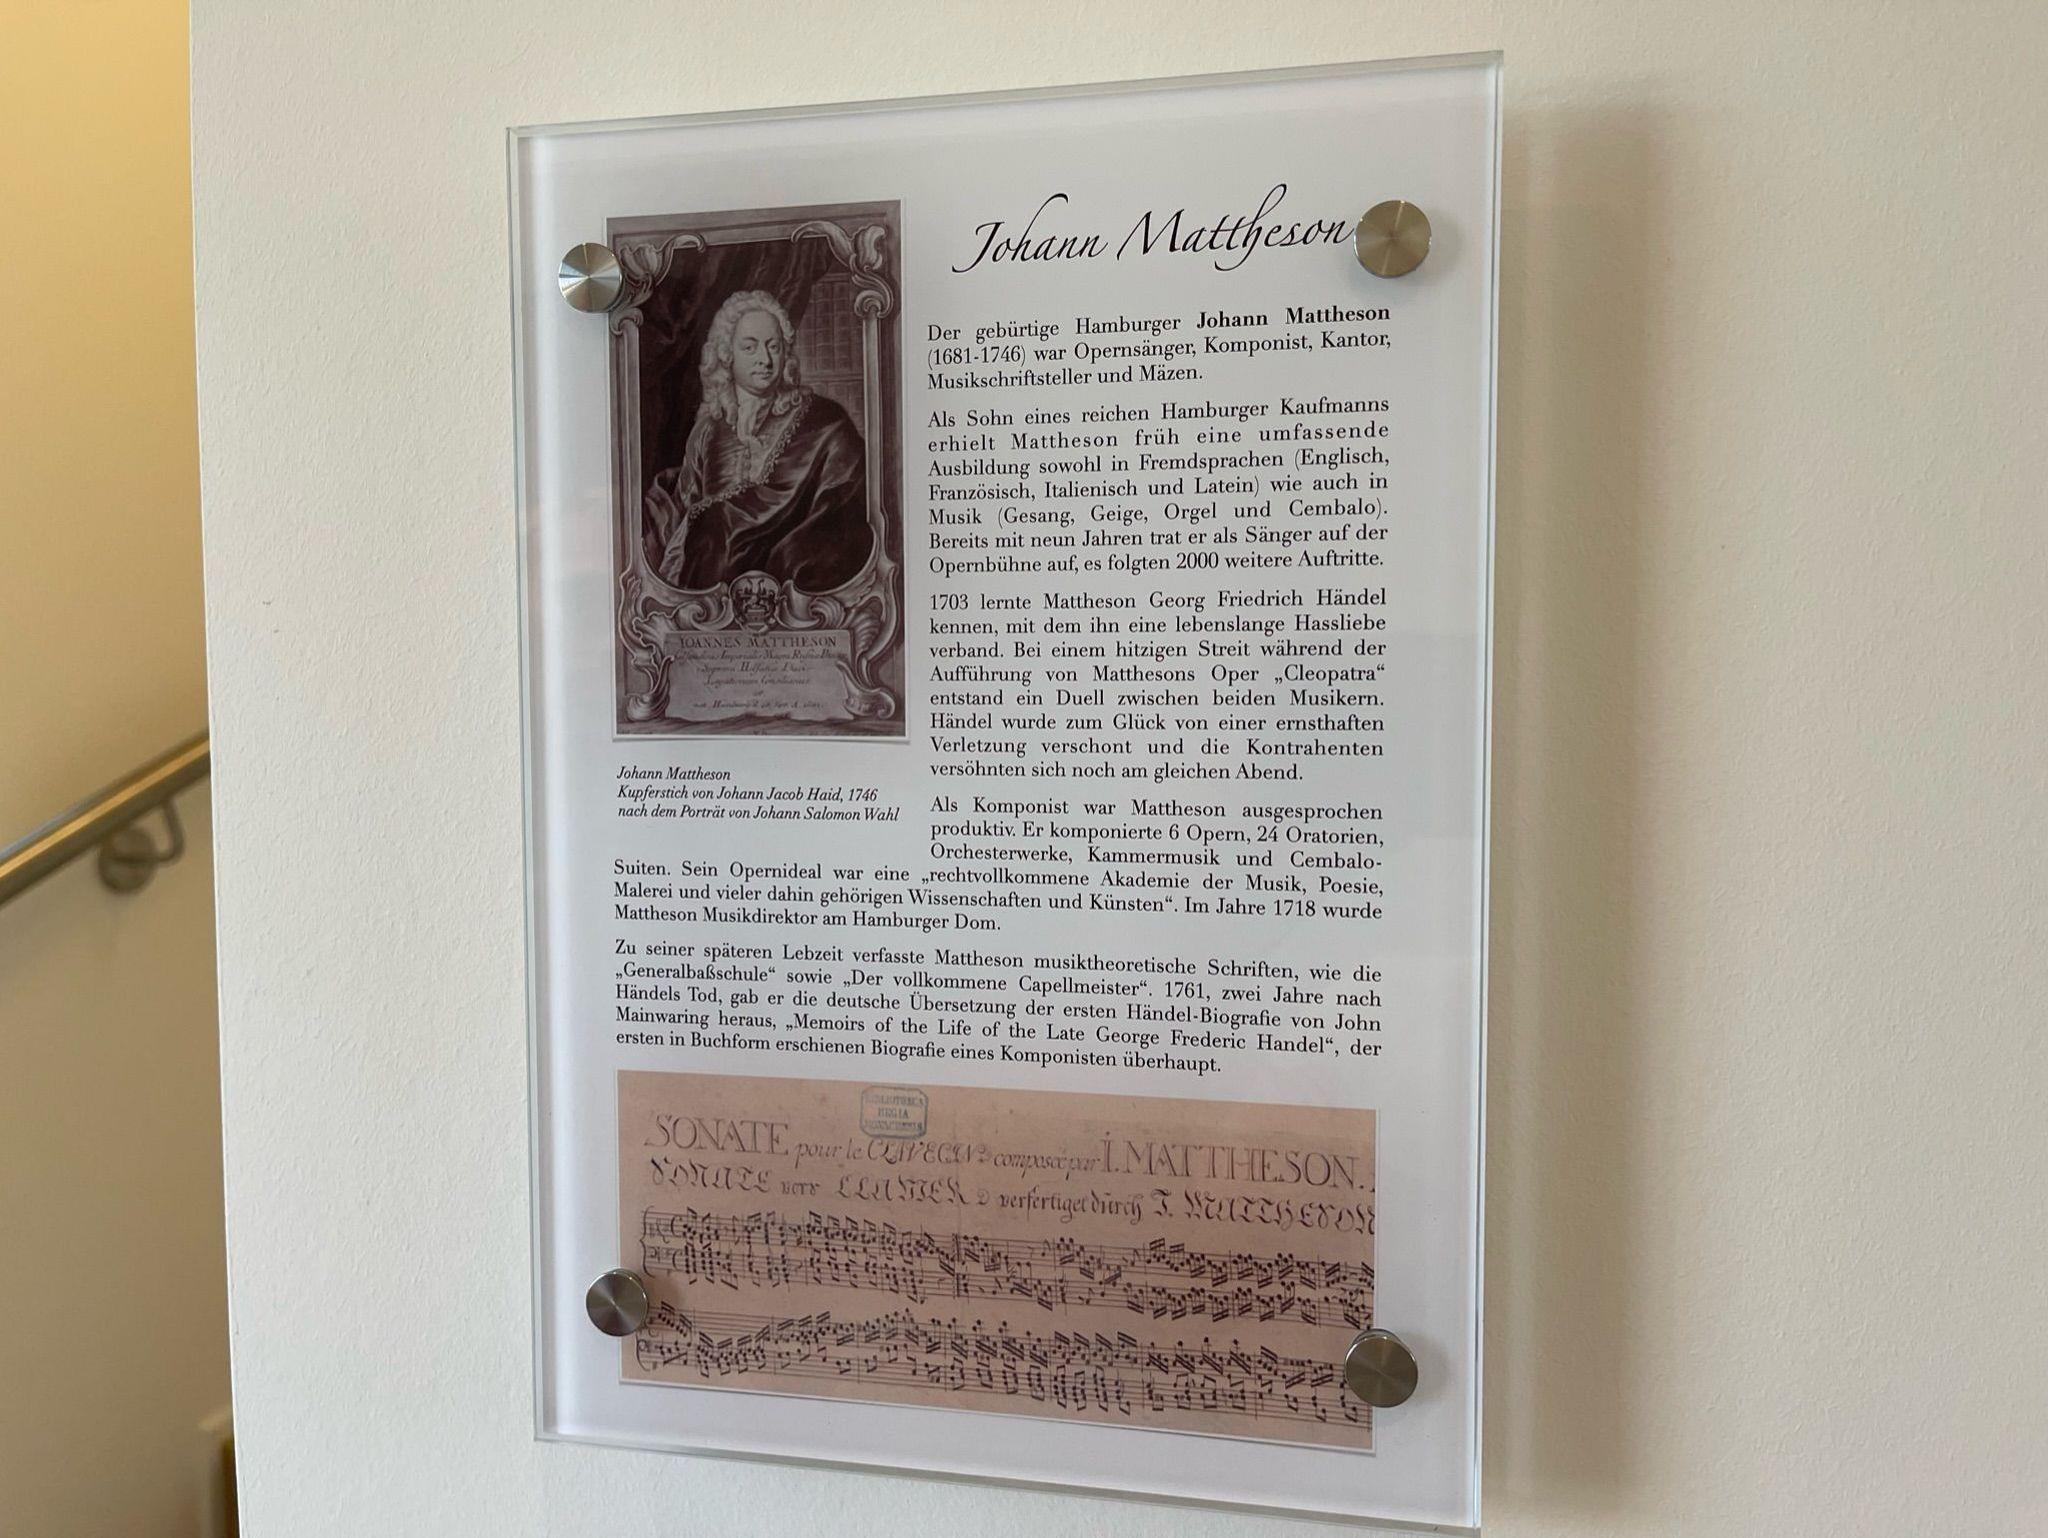 Johann Mattheson
Der gebürtige Hamburger Johann Mattheson
(1681-1746) war Opernsänger, Komponist, Kantor,
Musikschriftsteller und Mäzen.
Als Sohn eines reichen Hamburger Kaufmanns
erhielt Mattheson früh eine umfassende
Ausbildung sowohl in Fremdsprachen (Englisch,
Französisch, Italienisch und Latein) wie auch in
Musik (Gesang, Geige, Orgel und Cembalo).
Bereits mit neun Jahren trat er als Sänger auf der
Opernbühne auf, es folgten 2000 weitere Auftritte.
1703 lernte Mattheson Georg Friedrich Händel
kennen, mit dem ihn eine lebenslange Hassliebe
verband. Bei einem hitzigen Streit während der
Aufführung von Matthesons Oper „Cleopatra“
entstand ein Duell zwischen beiden Musikern.
Händel wurde zum Glück von einer ernsthaften
Verletzung verschont und die Kontrahenten
versöhnten sich noch am gleichen Abend.
IOANNES MATTHESON
Johann Mattheson
Kupferstich von Johann Jacob Haid, 1746
nach dem Porträt von Johann Salomon Wahl
Als Komponist war Mattheson ausgesprochen
produktiv. Er komponierte 6 Opern, 24 Oratorien,
Orchesterwerke, Kammermusik und Cembalo-
Suiten. Sein Opernideal war eine „rechtvollkommene Akademie der Musik, Poesie,
Malerei und vieler dahin gehörigen Wissenschaften und Künsten“. Im Jahre 1718 wurde
Mattheson Musikdirektor am Hamburger Dom.
Zu seiner späteren Lebzeit verfasste Mattheson musiktheoretische Schriften, wie die
„Generalbaßschule“ sowie „Der vollkommene Capellmeister“. 1761, zwei Jahre nach
Händels Tod, gab er die deutsche Übersetzung der ersten Händel-Biografie von John
Mainwaring heraus, „Memoirs of the Life of the Late George Frederic Handel“, der
ersten in Buchform erschienen Biografie eines Komponisten überhaupt.
BIBLIOTHECA
REGIA
MONACENSIS
SONATE pour le CLAVECIN composée par I. MATTHESON.
SONATE vors CLAVIER verfertiget durch J. MATTHESON